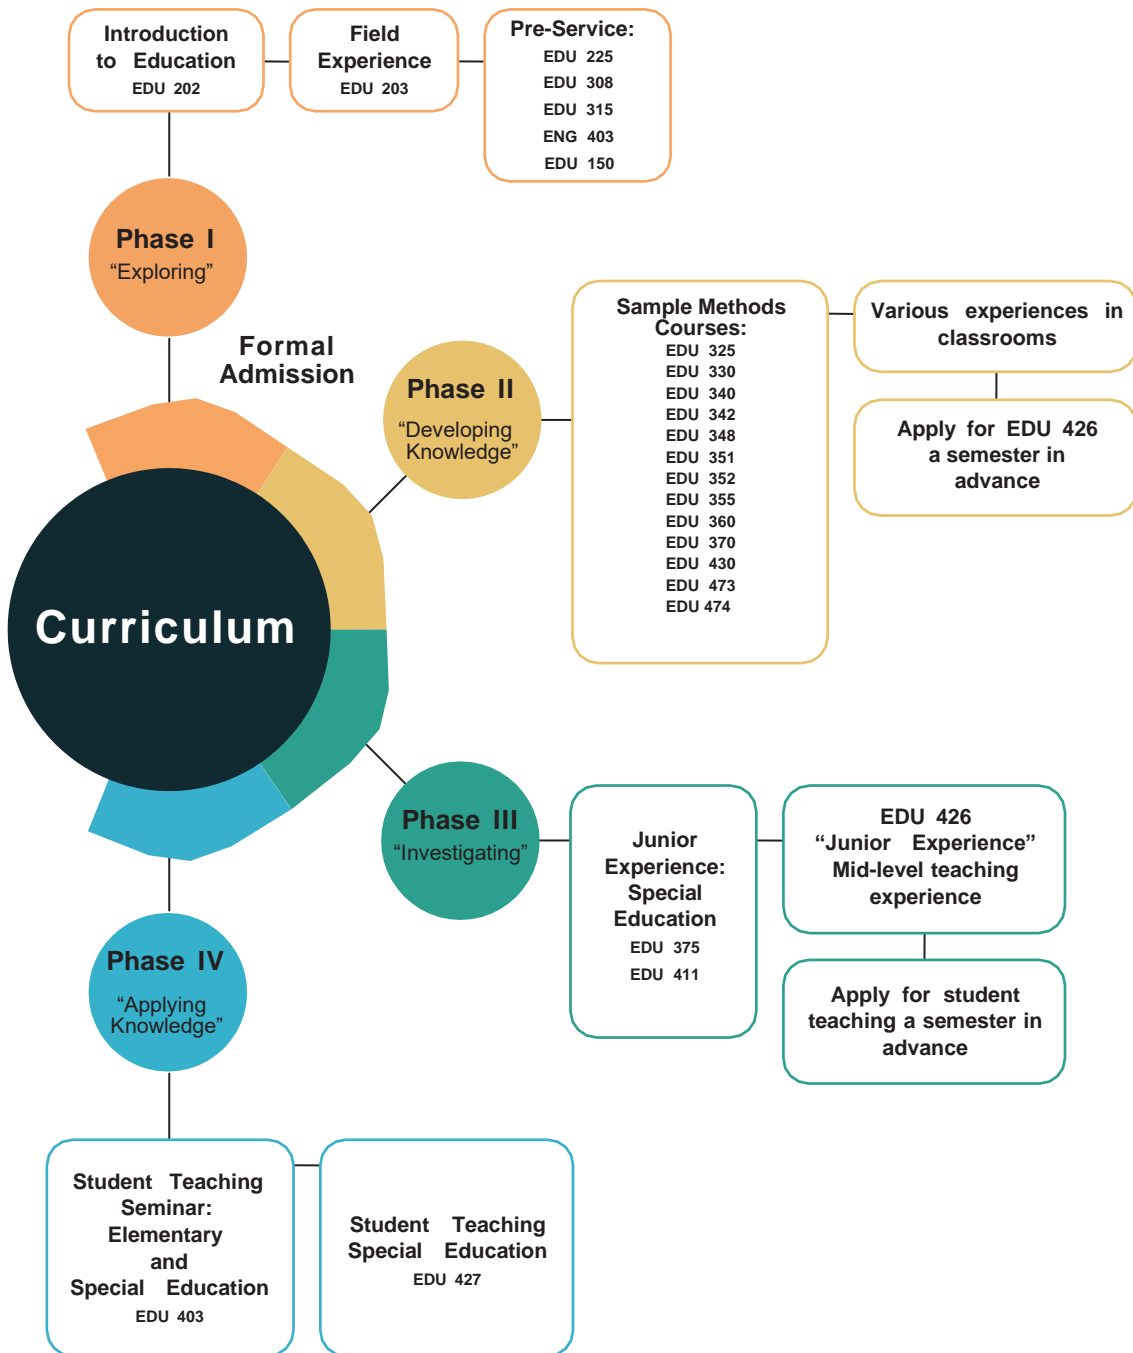 Introduction
to Education
EDU 202
Field
Experience
EDU 203
Pre-Service:
EDU 225
EDU 308
EDU 315
ENG 403
EDU 150
Phase I
“Exploring”
Formal
Admission
Phase II
“Developing
Knowledge”
Sample Methods
Courses:
EDU 325
EDU 330
EDU 340
EDU 342
EDU 348
EDU 351
EDU 352
EDU 355
EDU 360
EDU 370
EDU 430
EDU 473
EDU 474
Various experiences in
classrooms
Apply for EDU 426
a semester in
advance
Curriculum
Phase III
“Investigating”
Junior
Experience:
Special
Education
EDU 375
EDU 411
EDU 426
“Junior Experience”
Mid-level teaching
experience
Apply for student
teaching a semester in
advance
Phase IV
“Applying
Knowledge”
Student Teaching
Seminar:
Elementary
and
Special Education
EDU 403
Student Teaching
Special Education
EDU 427